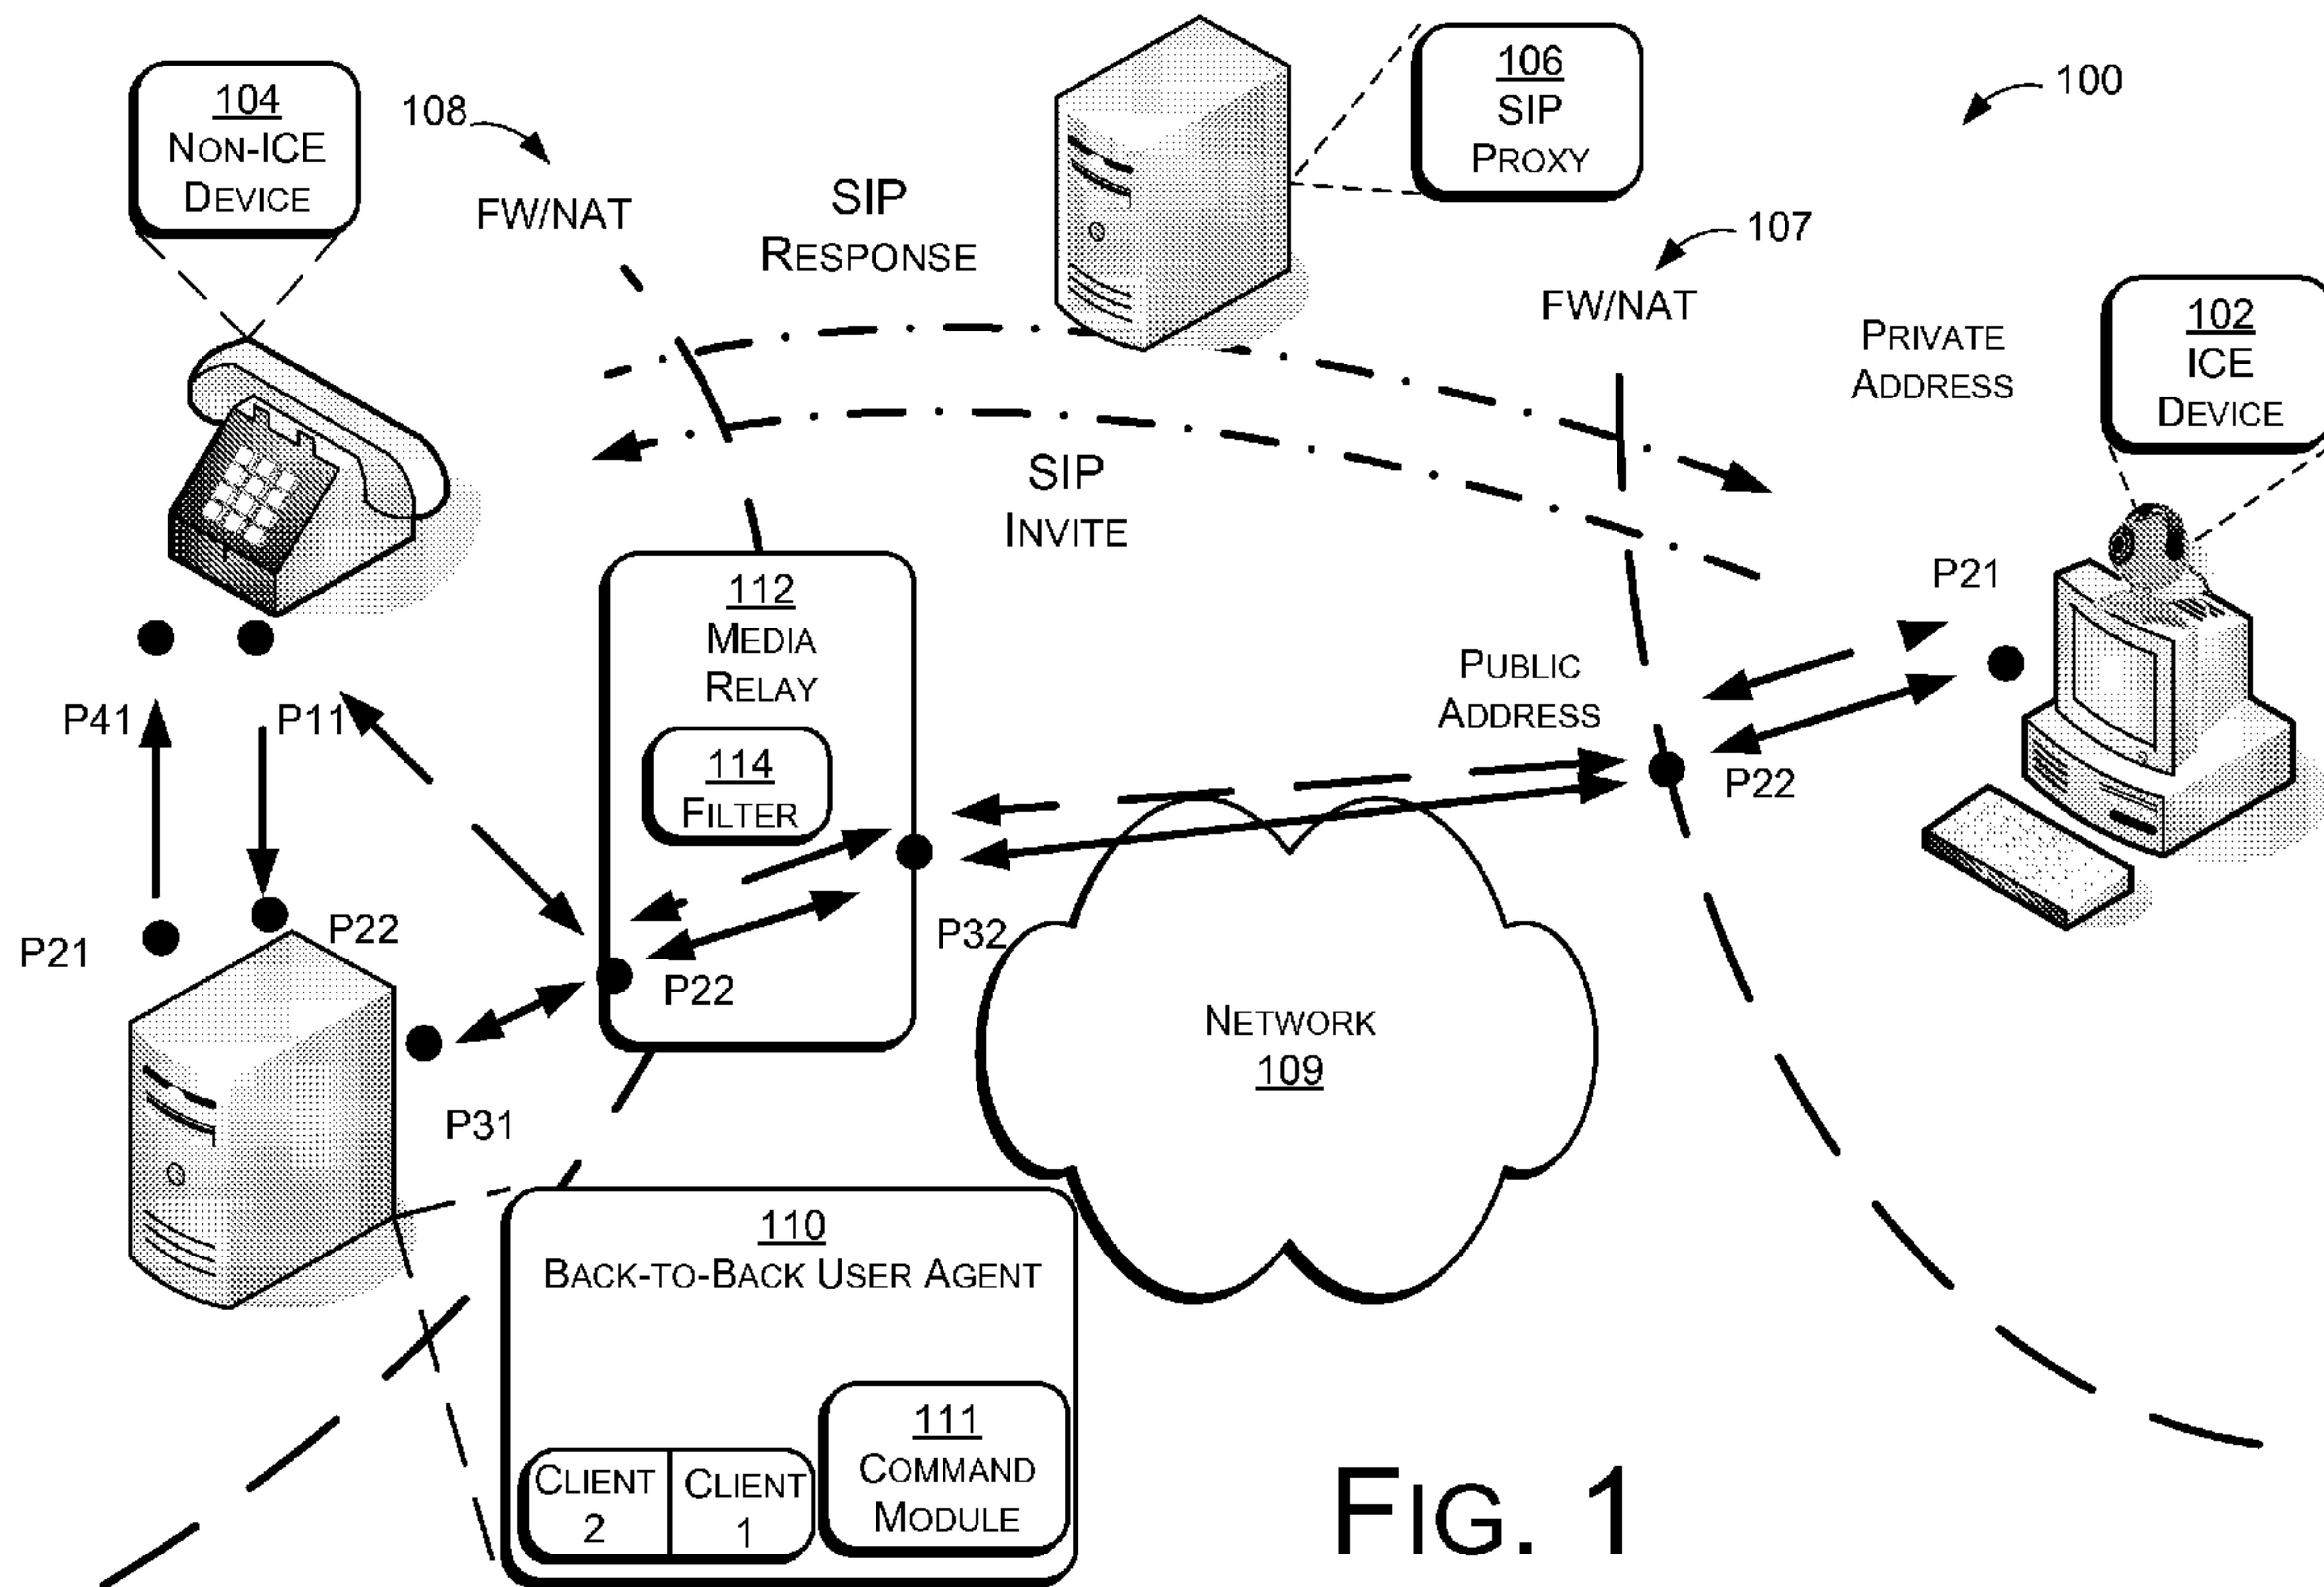 104
NON-ICE
DEVICE
108
FW/NAT
SIP
RESPONSE
106
SIP
PROXY
100
107
FW/NAT
PRIVATE
ADDRESS
102
ICE
DEVICE
SIP
INVITE
P21
112
MEDIA
RELAY
PUBLIC
ADDRESS
P41
P11
114
FILTER
P22
P21
P22
P32
P22
NETWORK
109
P31
110
BACK-TO-BACK USER AGENT
111
COMMAND
MODULE
CLIENT
2
CLIENT
1
FIG. 1